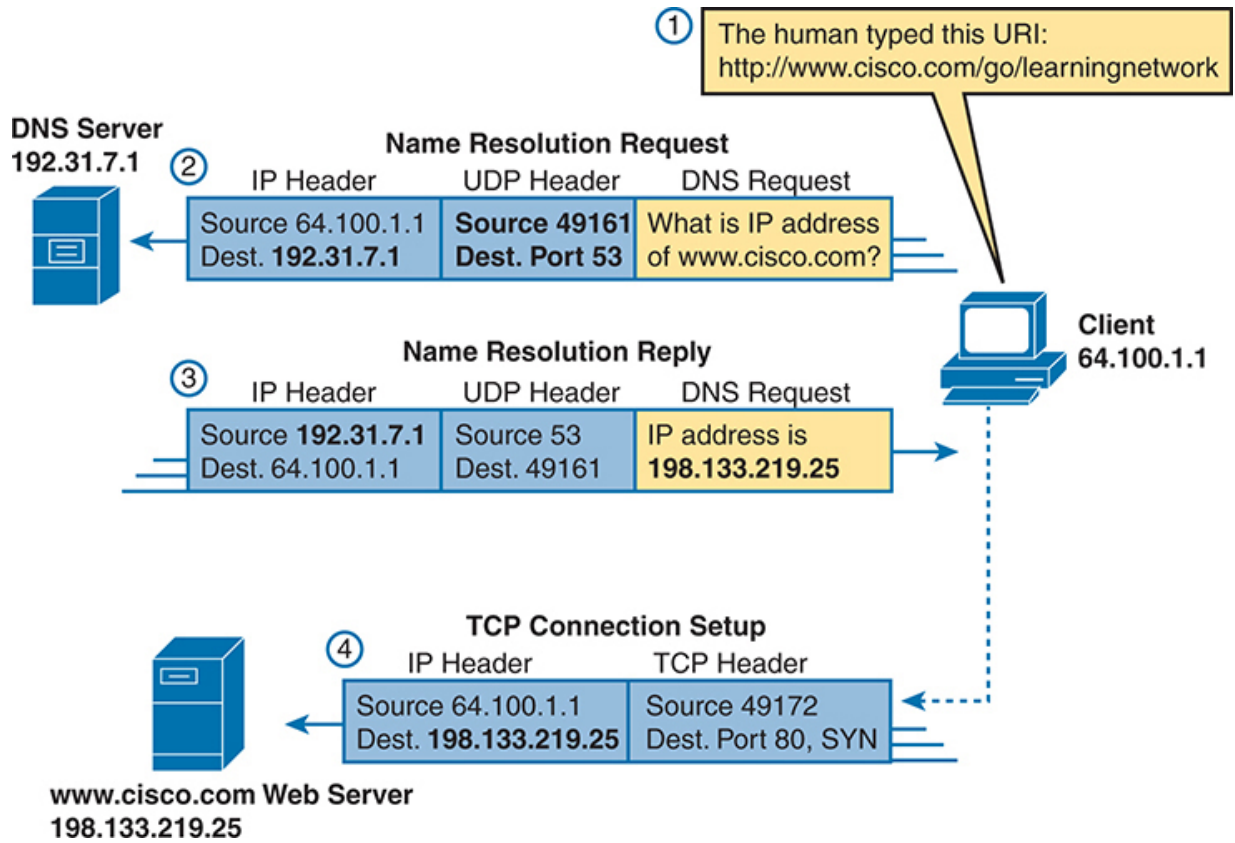 1
The human typed this URI:
http://www.cisco.com/go/learningnetwork
DNS Server
192.31.7.1
2
Name Resolution Request
IP Header
UDP Header
DNS Request
Source 64.100.1.1
Dest. 192.31.7.1
Source 49161
Dest. Port 53
What is IP address
of www.cisco.com?
Client
64.100.1.1
3
Name Resolution Reply
IP Header
UDP Header
DNS Request
Source 192.31.7.1
Dest. 64.100.1.1
Source 53
Dest. 49161
IP address is
198.133.219.25
4
TCP Connection Setup
IP Header
TCP Header
Source 64.100.1.1
Dest. 198.133.219.25
Source 49172
Dest. Port 80, SYN
www.cisco.com Web Server
198.133.219.25